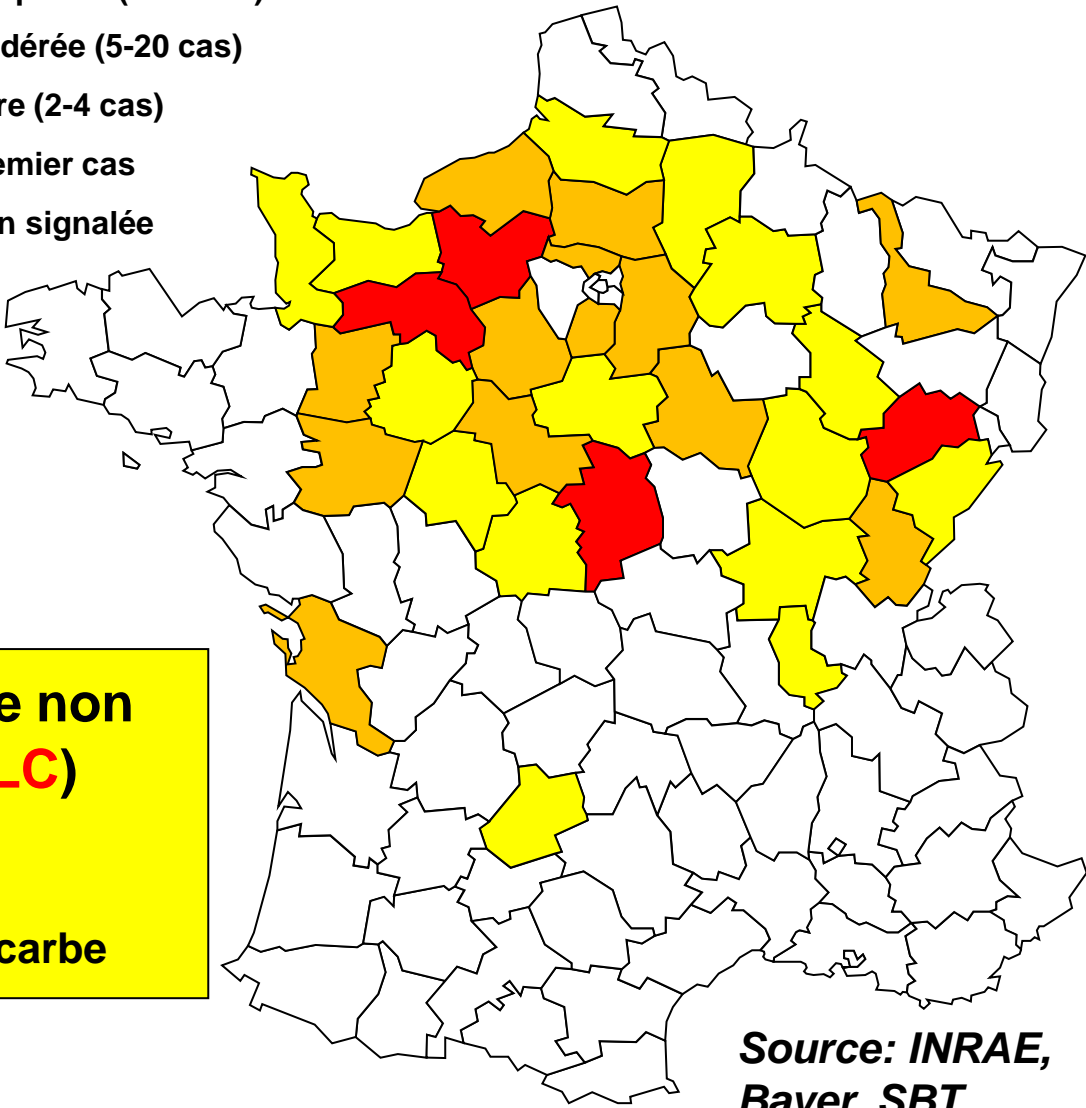 dérée (5-20 cas)
re (2-4 cas)
emier cas
n signalée
e non
LC)
carbe
Source: INRAE,
Bayer, SBT